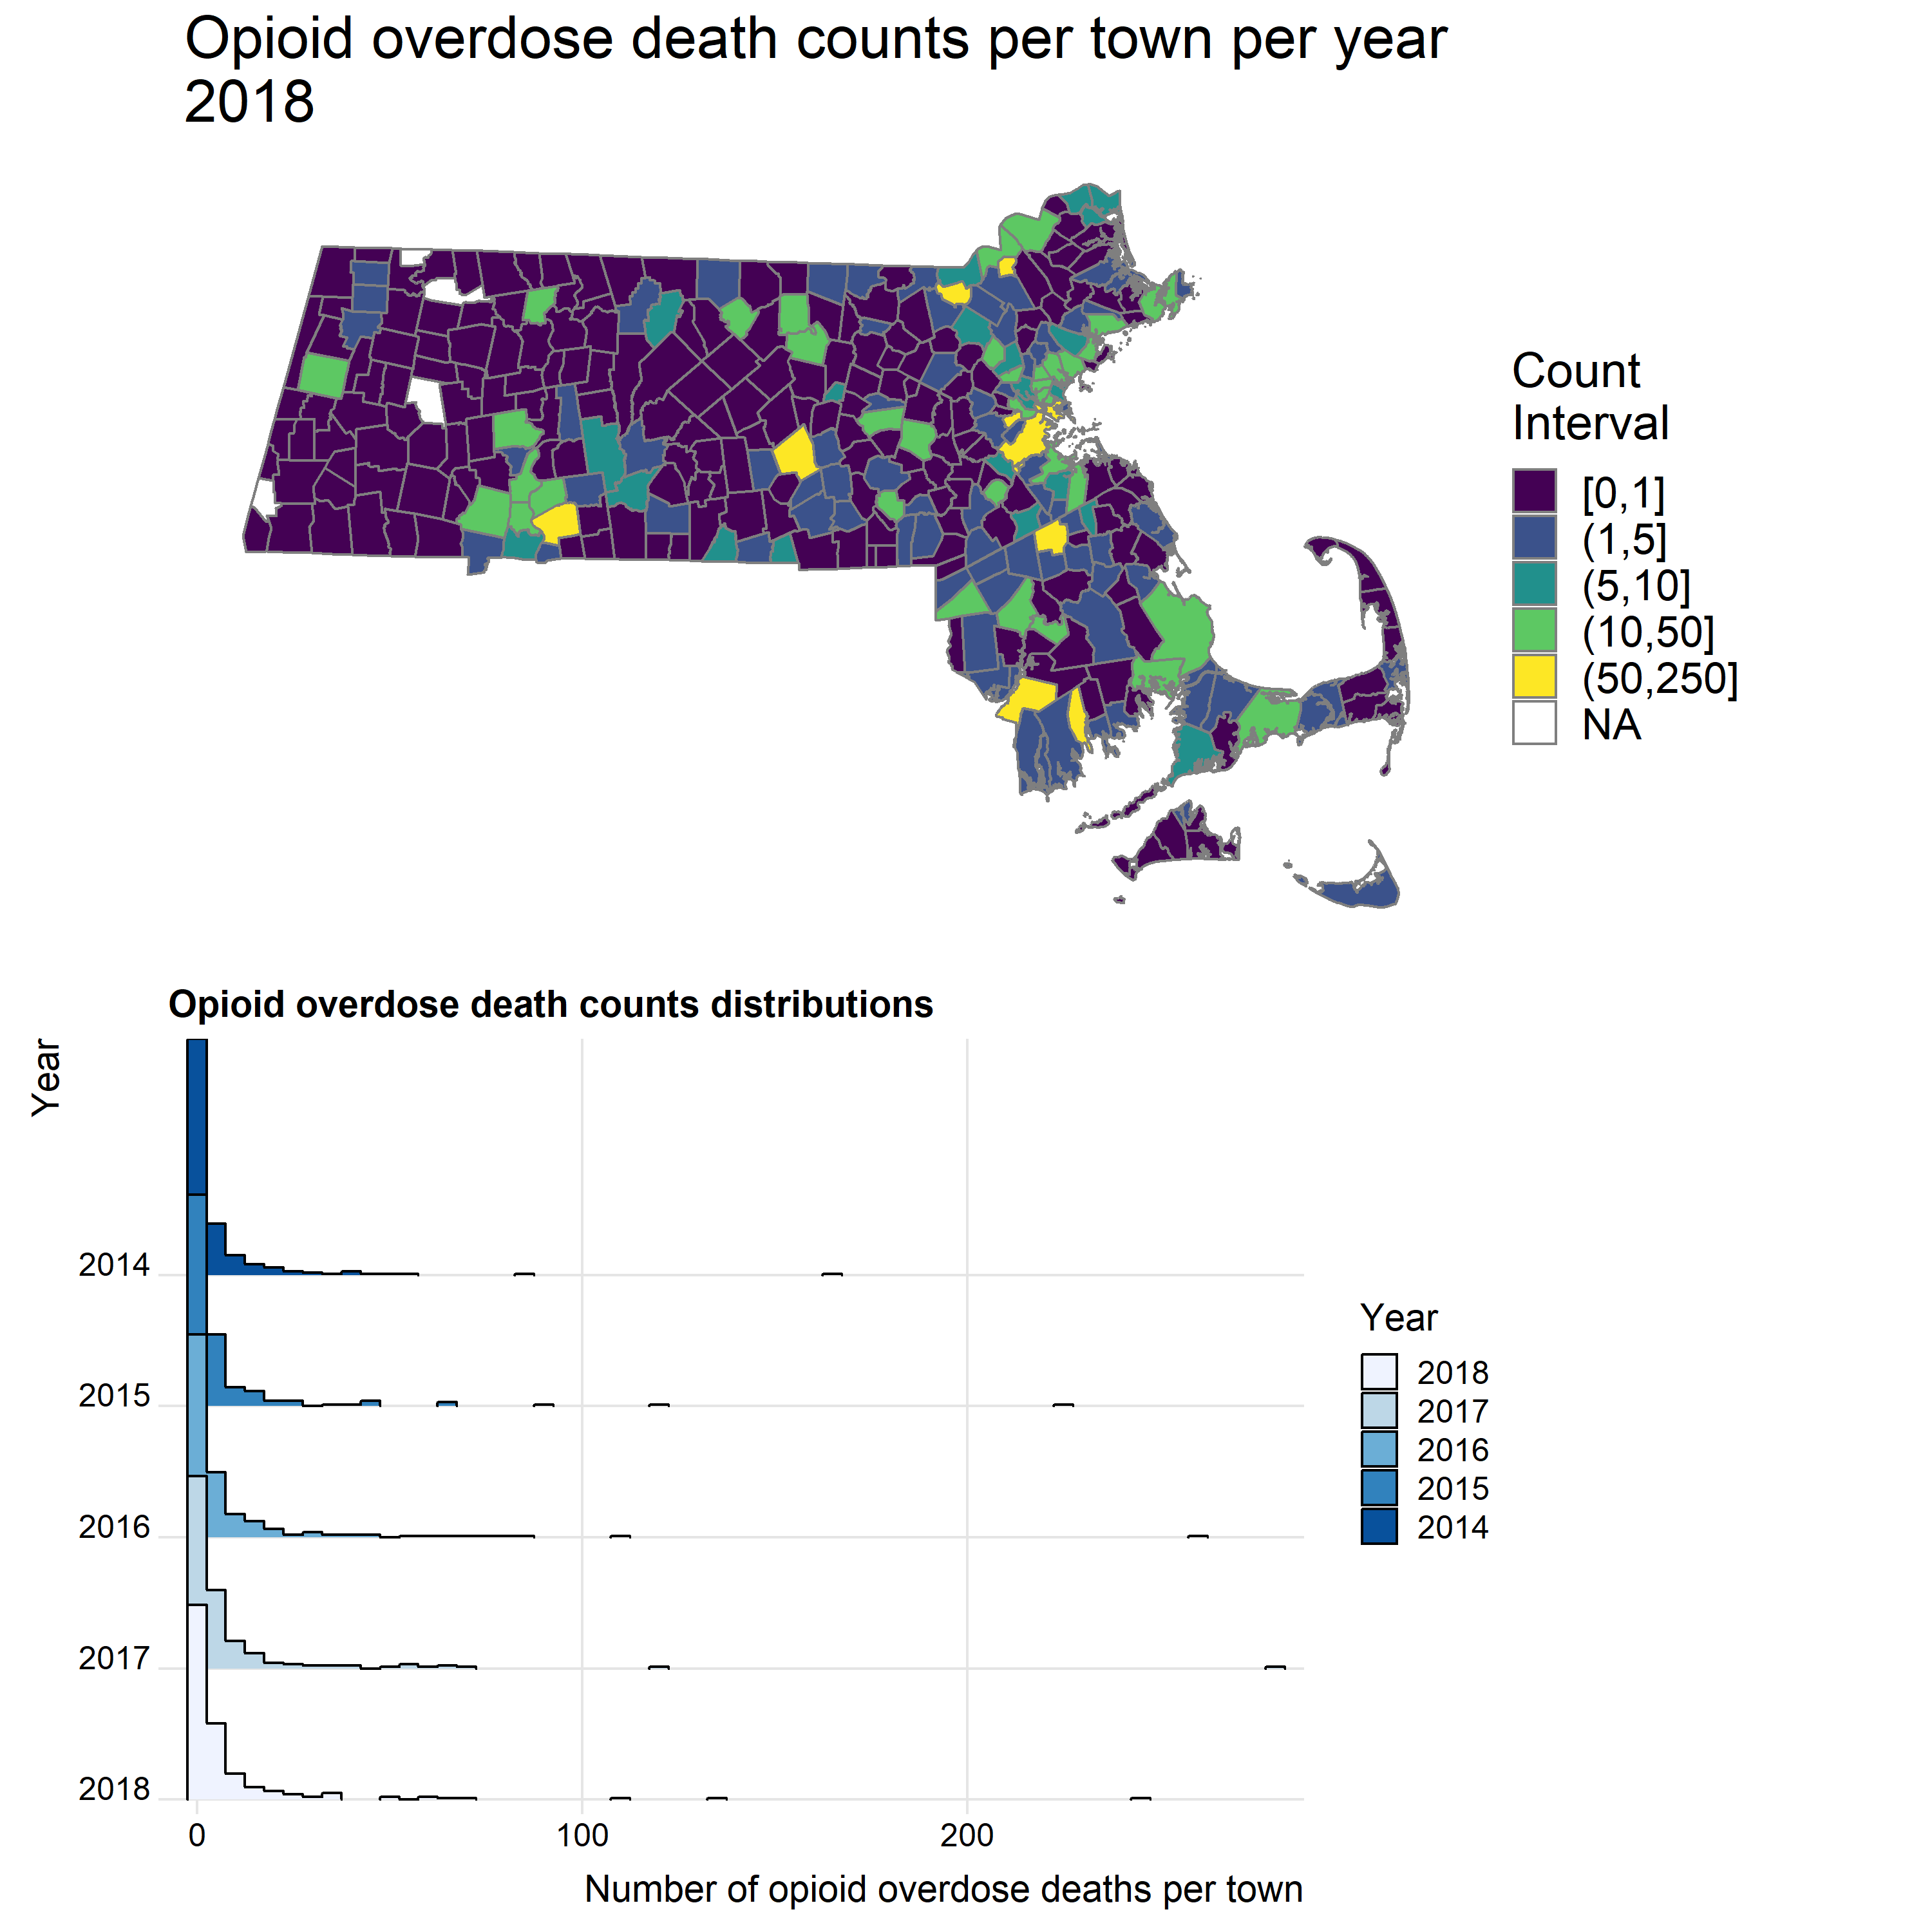 Opioid overdose death counts per town per year
2018
Count
Interval
[0,1]
(1,5]
(5,10]
(10,50]
(50,250]
NA
Opioid overdose death counts distributions
Year
2014
2015
2016
2017
2018
0
100
200
Number of opioid overdose deaths per town
Year
2018
2017
2016
2015
2014